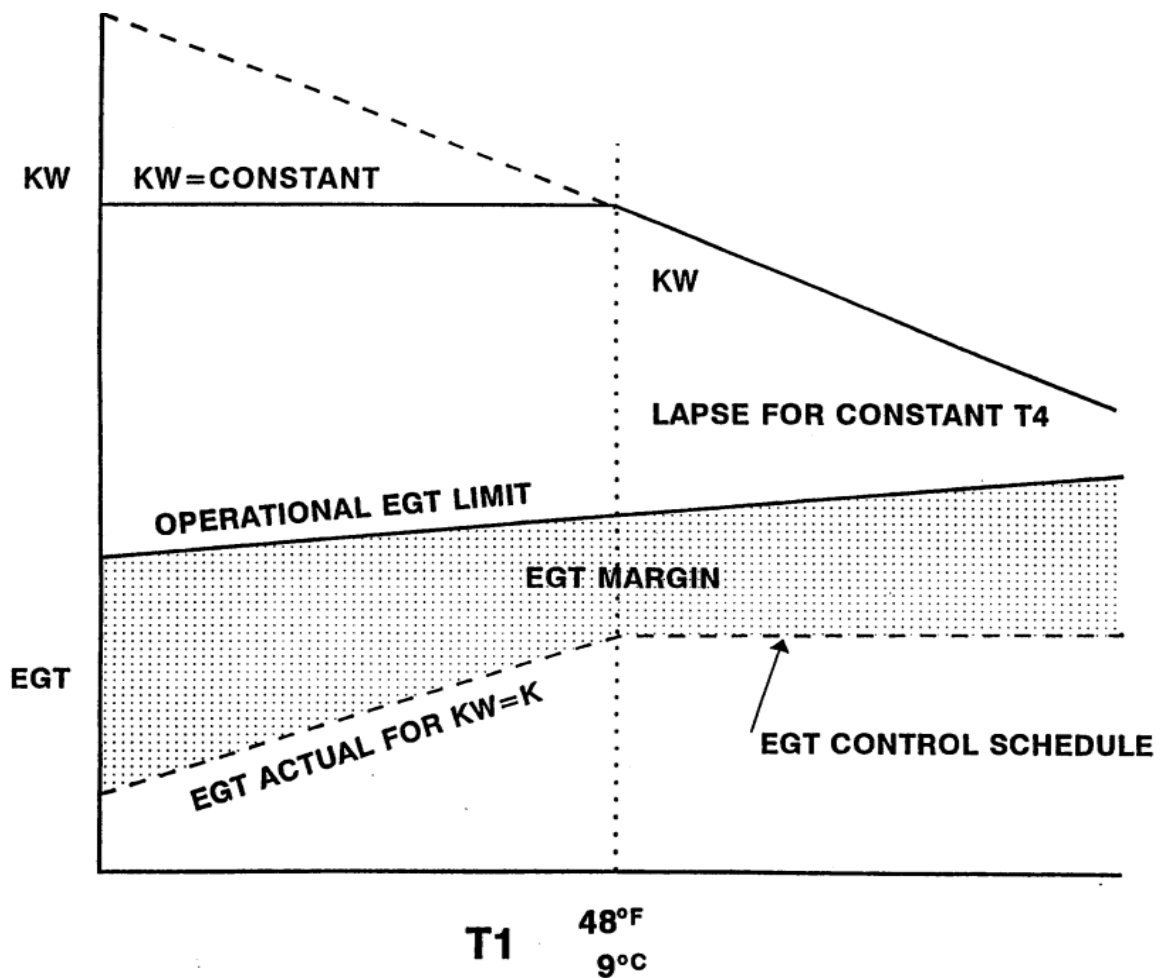 KW
KW=CONSTANT
KW
LAPSE FOR CONSTANT T4
OPERATIONAL EGT LIMIT
EGT MARGIN
EGT
EGT ACTUAL FOR KW=K
EGT CONTROL SCHEDULE
T1
48°F
9°C